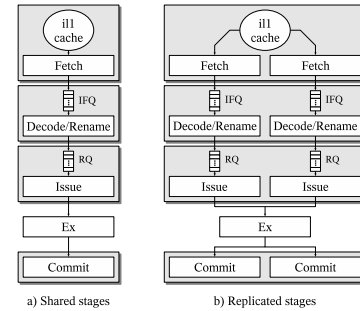 il1
cache
Fetch
IFQ
Decode/Rename
RQ
Issue
Ex
Commit
a) Shared stages
il1
cache
Fetch Fetch
IFQ IFQ
Decode/Rename Decode/Rename
RQ RQ
Issue Issue
Ex
Commit Commit
b) Replicated stages